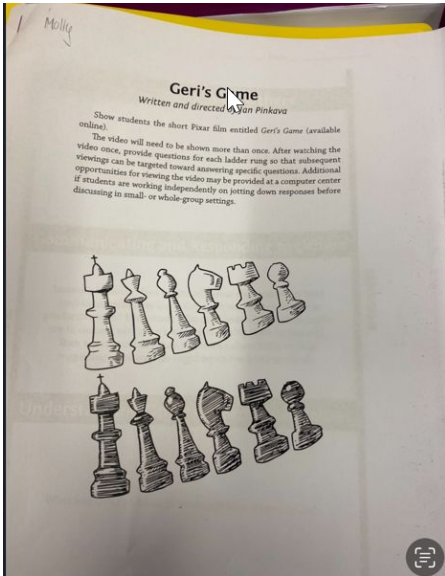 Molly
Geri's Game
Written and directed by Jan Pinkava
Show students the short Pixar film entitled Geri's Game (available
online).
The video will need to be shown more than once. After watching the
video once, provide questions for each ladder rung so that subsequent
viewings can be targeted toward answering specific questions. Additional
opportunities for viewing the video may be provided at a computer center
if students are working independently on jotting down responses before
discussing in small- or whole-group settings.
Underst